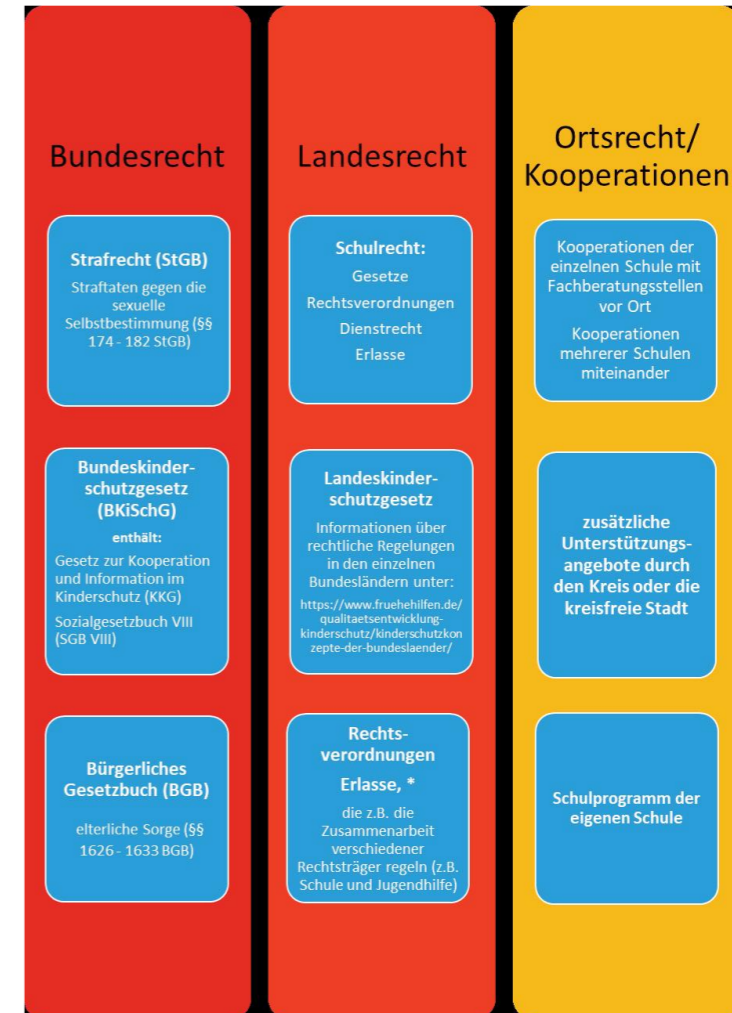 Bundesrecht
Strafrecht (StGB)
Straftaten gegen die
sexuelle
Selbstbestimmung (§§
174 - 182 StGB)
Bundeskinder-
schutzgesetz
(BKiSchG)
enthält:
Gesetz zur Kooperation
und Information im
Kinderschutz (KKG)
Sozialgesetzbuch VIII
(SGB VIII)
Bürgerliches
Gesetzbuch (BGB)
elterliche Sorge (§§
1626 - 1633 BGB)
Landesrecht
Schulrecht:
Gesetze
Rechtsverordnungen
Dienstrecht
Erlasse
Landeskinder-
schutzgesetz
Informationen über
rechtliche Regelungen
in den einzelnen
Bundesländern unter:
https://www.fruehehilfen.de/
qualitaetsentwicklung-
kinderschutz/kinderschutzkon
zepte-der-bundeslaender/
Rechts-
verordnungen
Erlasse, *
die z.B. die
Zusammenarbeit
verschiedener
Rechtsträger regeln (z.B.
Schule und Jugendhilfe)
Ortsrecht/
Kooperationen
Kooperationen der
einzelnen Schule mit
Fachberatungsstellen
vor Ort
Kooperationen
mehrerer Schulen
miteinander
zusätzliche
Unterstützungs-
angebote durch
den Kreis oder die
kreisfreie Stadt
Schulprogramm der
eigenen Schule